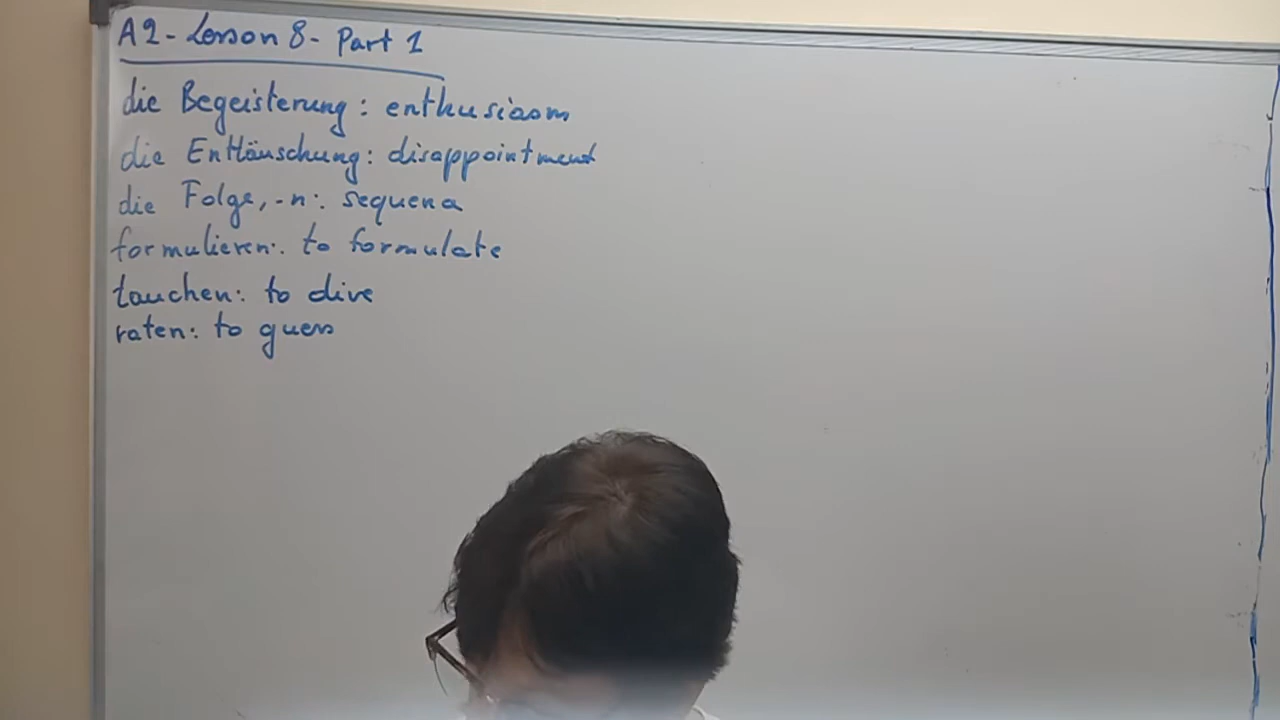 A2 - Lesson 8 - Part 1
die Begeisterung: enthusiasm
die Enttäuschung: disappointment
die Folge, -n: sequence
formulieren: to formulate
tauchen: to dive
raten: to guess